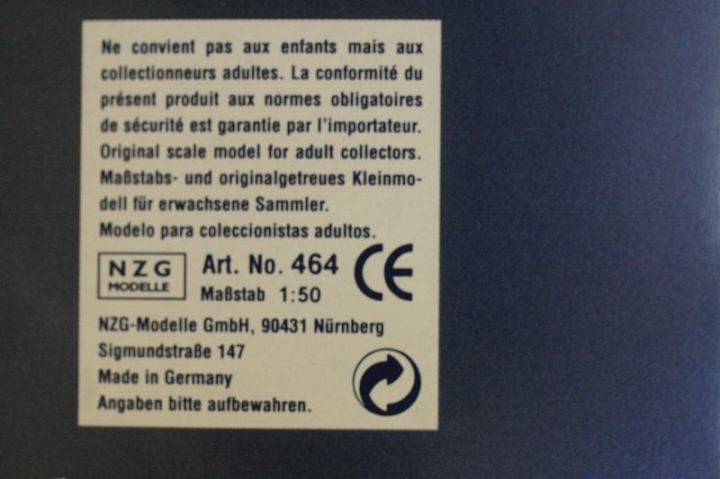 Ne convient pas aux enfants mais aux
collectionneurs adultes. La conformité du
présent produit aux normes obligatoires
de sécurité est garantie par l'importateur.
Original scale model for adult collectors.
Maßstabs- und originalgetreues Kleinmo-
dell für erwachsene Sammler.
Modelo para coleccionistas adultos.
NZG
MODELLE
Art. No. 464
Maßstab 1:50
CE
NZG-Modelle GmbH, 90431 Nürnberg
Sigmundstraße 147
Made in Germany
Angaben bitte aufbewahren.